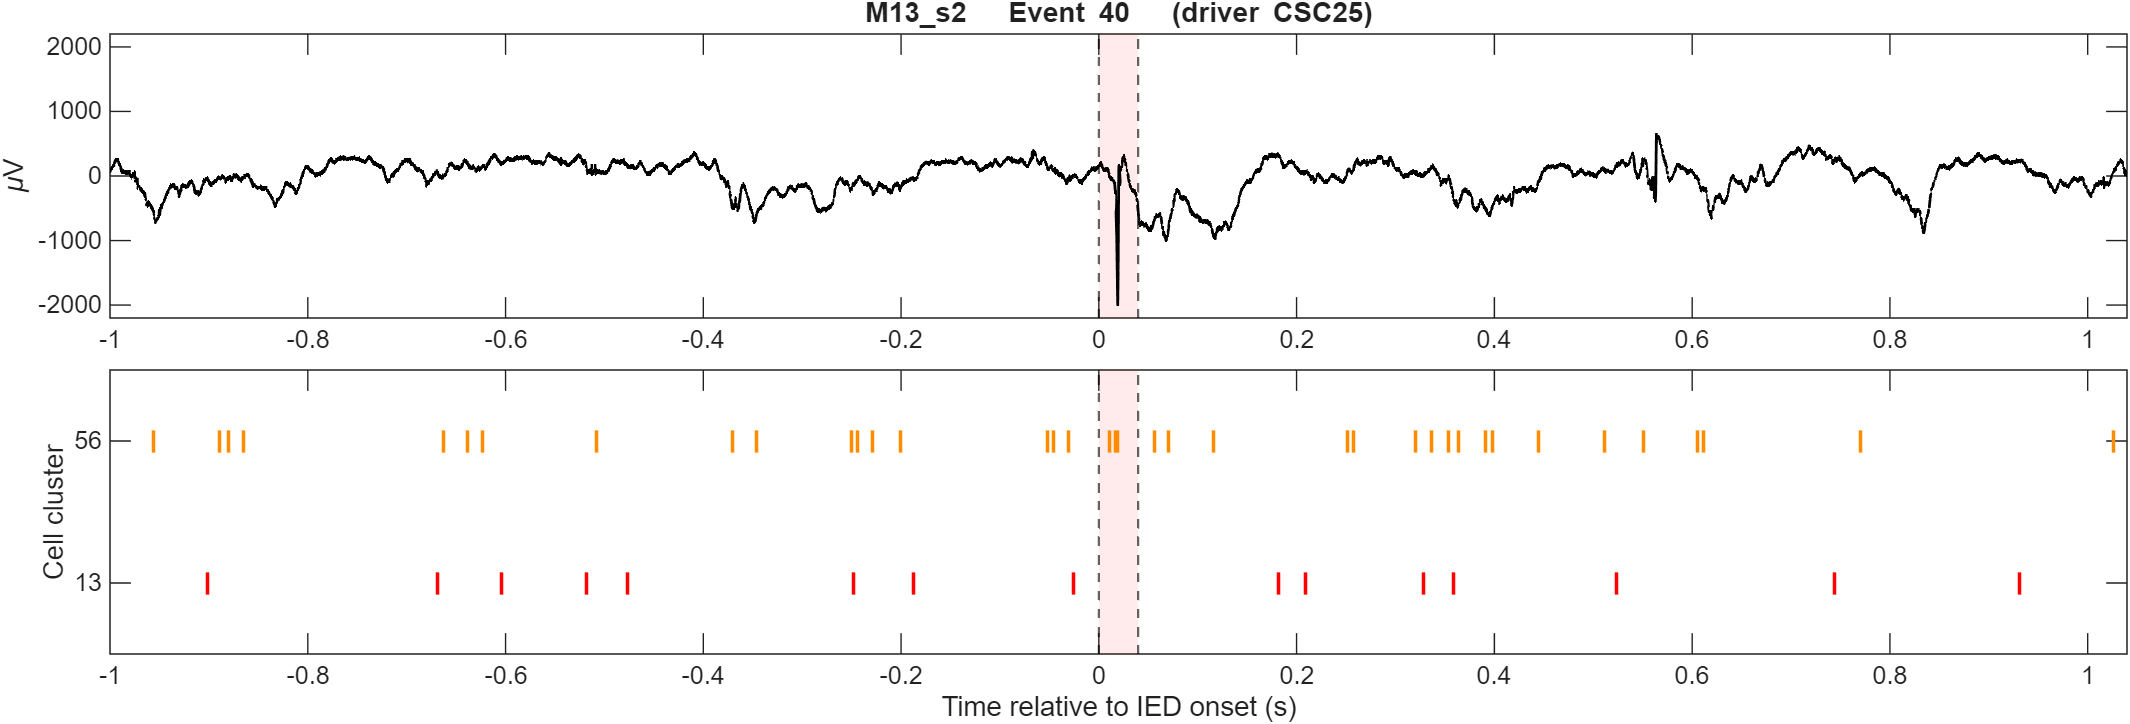 M13_s2 Event 40 (driver CSC25)
2000
1000
0
-1000
-2000
µV
-1 -0.8 -0.6 -0.4 -0.2 0 0.2 0.4 0.6 0.8 1
56
13
Cell cluster
-1 -0.8 -0.6 -0.4 -0.2 0 0.2 0.4 0.6 0.8 1
Time relative to IED onset (s)